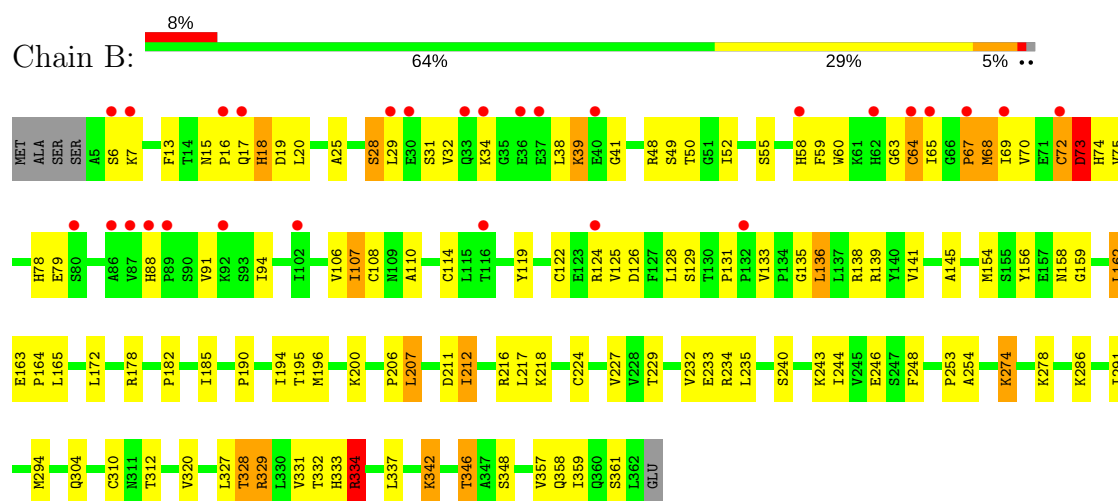 8%
Chain B:
64% 29% 5% ••
MET ALA SER SER A5 S6 K7 F13 T14 N15 P16 Q17 H18 D19 L20 A25 S28 L29 E30 S31 V32 Q33 K34 G35 E36 E37 L38 K39 E40 G41 R48 S49 T50 G51 I52 S55 H58 F59 W60 K61 H62 G63 C64 I65 G66 P67 M68 I69 V70 E71 C72 D73 H74 V75
H78 E79 S80 A86 V87 H88 P89 S90 V91 K92 S93 I94 I102 V106 I107 C108 N109 A110 C114 L115 T116 Y119 C122 E123 R124 V125 D126 F127 L128 S129 T130 P131 P132 V133 P134 G135 L136 L137 R138 R139 Y140 V141 A145 M154 S155 Y156 E157 N158 G159 L162
E163 P164 L165 L172 R178 P182 I185 P190 I194 T195 M196 K200 P206 L207 D211 I212 R216 L217 K218 C224 V227 V228 T229 V232 E233 R234 L235 S240 K243 I244 V245 E246 S247 F248 P253 A254 K274 K278 K286
M294 Q304 C310 N311 T312 V320 L327 T328 R329 L330 V331 T332 H333 R334 L337 K342 T346 A347 S348 V357 Q358 I359 Q360 S361 L362 GLU